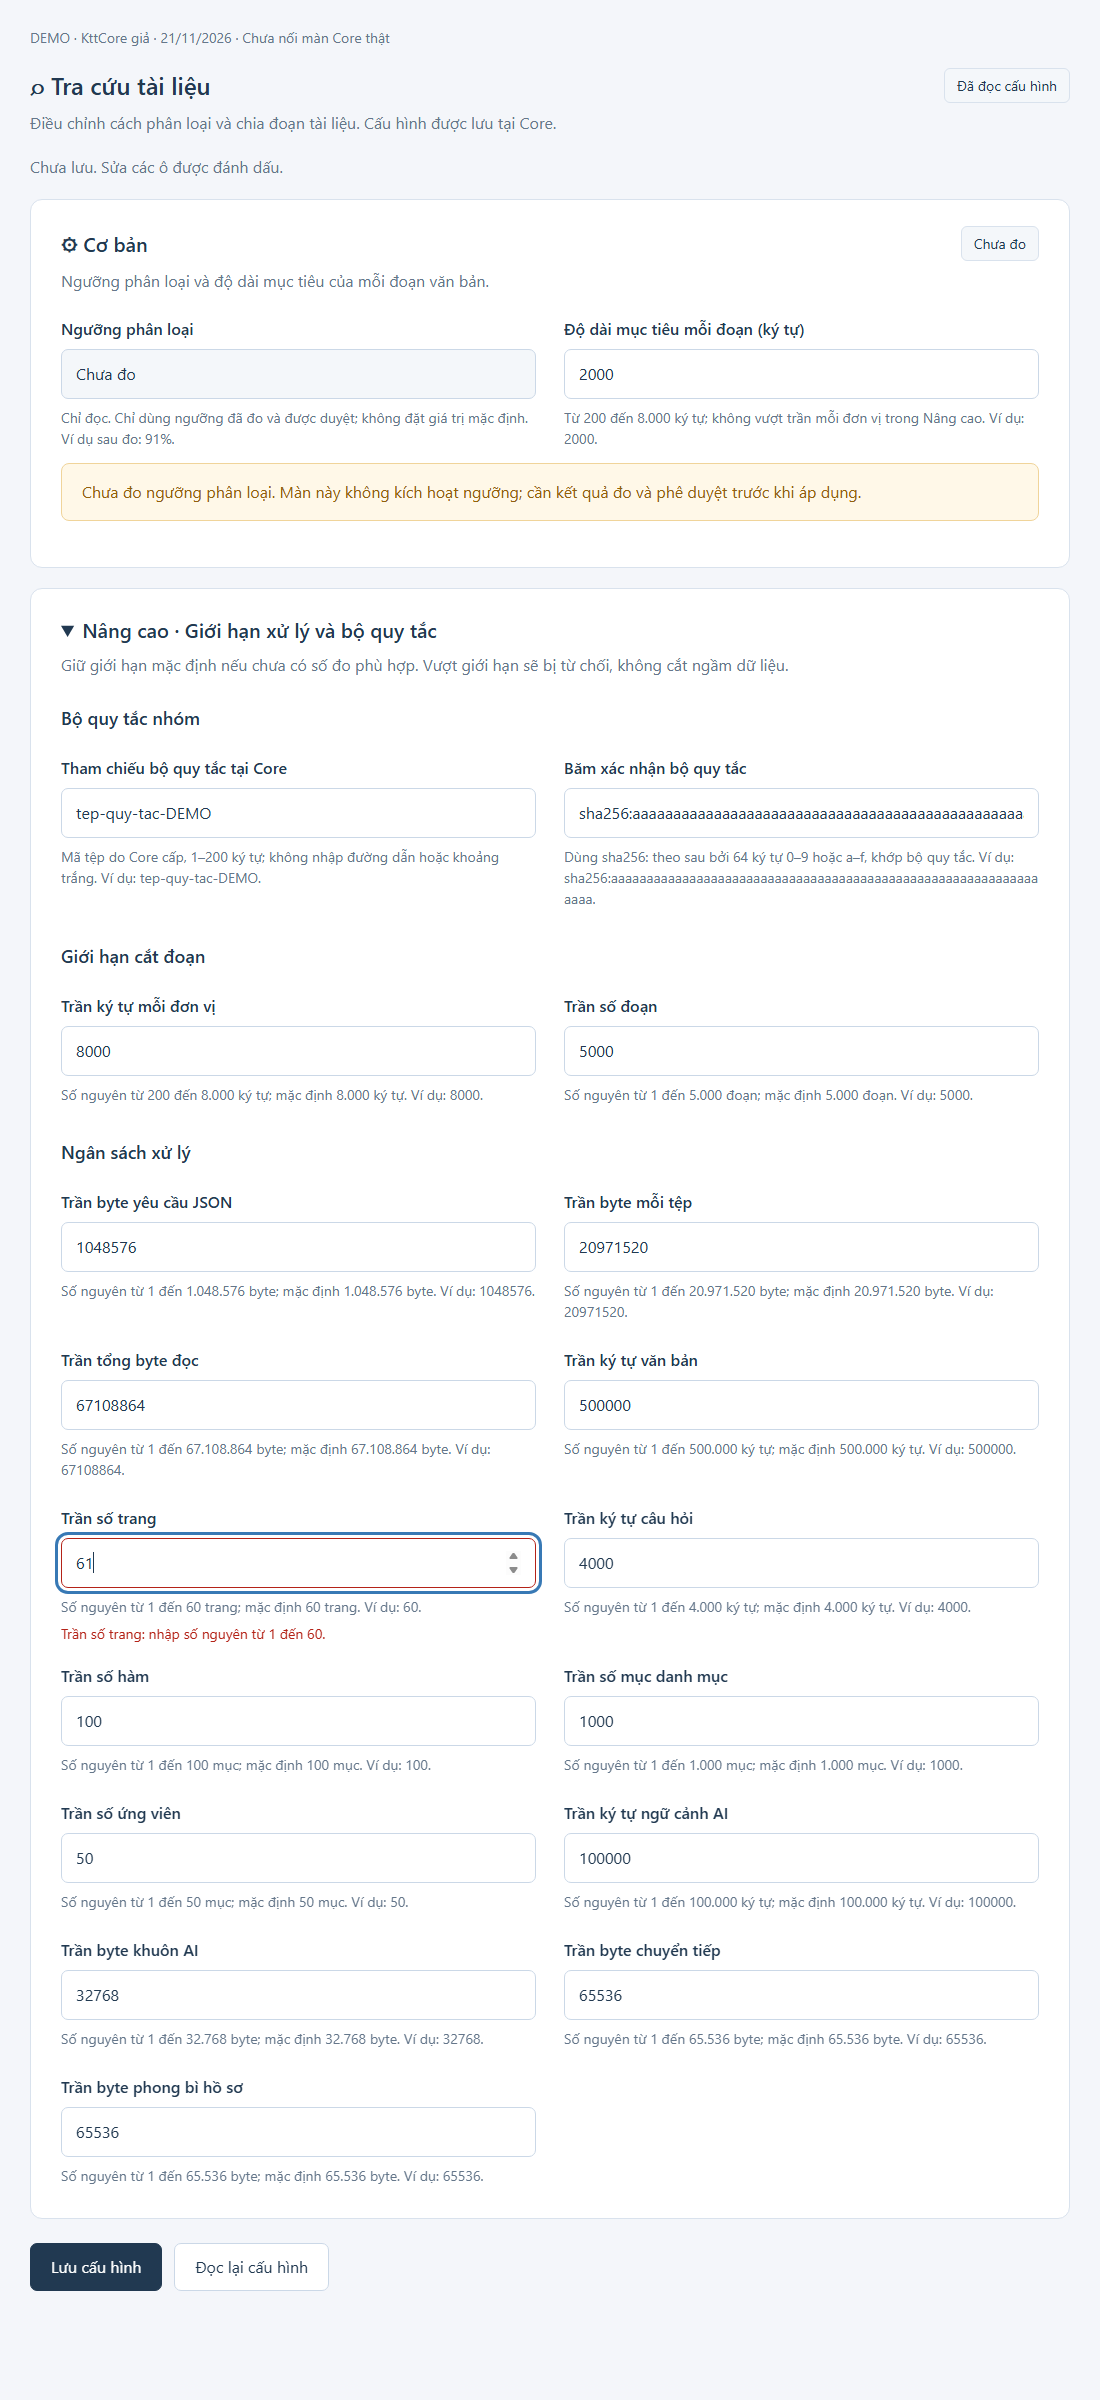 DEMO · KttCore giả · 21/11/2026 · Chưa nối màn Core thật
Tra cứu tài liệu
Đã đọc cấu hình
Điều chỉnh cách phân loại và chia đoạn tài liệu. Cấu hình được lưu tại Core.
Chưa lưu. Sửa các ô được đánh dấu.
Cơ bản
Chưa đo
Ngưỡng phân loại và độ dài mục tiêu của mỗi đoạn văn bản.
Ngưỡng phân loại
Chưa đo
Chỉ đọc. Chỉ dùng ngưỡng đã đo và được duyệt; không đặt giá trị mặc định.
Ví dụ sau đo: 91%.
Độ dài mục tiêu mỗi đoạn (ký tự)
2000
Từ 200 đến 8.000 ký tự; không vượt trần mỗi đơn vị trong Nâng cao. Ví dụ:
2000.
Chưa đo ngưỡng phân loại. Màn này không kích hoạt ngưỡng; cần kết quả đo và phê duyệt trước khi áp dụng.
▼ Nâng cao · Giới hạn xử lý và bộ quy tắc
Giữ giới hạn mặc định nếu chưa có số đo phù hợp. Vượt giới hạn sẽ bị từ chối, không cắt ngầm dữ liệu.
Bộ quy tắc nhóm
Tham chiếu bộ quy tắc tại Core
tep-quy-tac-DEMO
Mã tệp do Core cấp, 1–200 ký tự; không nhập đường dẫn hoặc khoảng
trắng. Ví dụ: tep-quy-tac-DEMO.
Băm xác nhận bộ quy tắc
sha256:aaaaaaaaaaaaaaaaaaaaaaaaaaaaaaaaaaaaaaaaaaaaaaaa
Dùng sha256: theo sau bởi 64 ký tự 0–9 hoặc a–f, khớp bộ quy tắc. Ví dụ:
sha256:aaaaaaaaaaaaaaaaaaaaaaaaaaaaaaaaaaaaaaaaaaaaaaaaaaaaaaaaaaaa
aaaa.
Giới hạn cắt đoạn
Trần ký tự mỗi đơn vị
8000
Số nguyên từ 200 đến 8.000 ký tự; mặc định 8.000 ký tự. Ví dụ: 8000.
Trần số đoạn
5000
Số nguyên từ 1 đến 5.000 đoạn; mặc định 5.000 đoạn. Ví dụ: 5000.
Ngân sách xử lý
Trần byte yêu cầu JSON
1048576
Số nguyên từ 1 đến 1.048.576 byte; mặc định 1.048.576 byte. Ví dụ: 1048576.
Trần byte mỗi tệp
20971520
Số nguyên từ 1 đến 20.971.520 byte; mặc định 20.971.520 byte. Ví dụ:
20971520.
Trần tổng byte đọc
67108864
Số nguyên từ 1 đến 67.108.864 byte; mặc định 67.108.864 byte. Ví dụ:
67108864.
Trần ký tự văn bản
500000
Số nguyên từ 1 đến 500.000 ký tự; mặc định 500.000 ký tự. Ví dụ: 500000.
Trần số trang
61
Số nguyên từ 1 đến 60 trang; mặc định 60 trang. Ví dụ: 60.
Trần số trang: nhập số nguyên từ 1 đến 60.
Trần ký tự câu hỏi
4000
Số nguyên từ 1 đến 4.000 ký tự; mặc định 4.000 ký tự. Ví dụ: 4000.
Trần số hàm
100
Số nguyên từ 1 đến 100 mục; mặc định 100 mục. Ví dụ: 100.
Trần số mục danh mục
1000
Số nguyên từ 1 đến 1.000 mục; mặc định 1.000 mục. Ví dụ: 1000.
Trần số ứng viên
50
Số nguyên từ 1 đến 50 mục; mặc định 50 mục. Ví dụ: 50.
Trần ký tự ngữ cảnh AI
100000
Số nguyên từ 1 đến 100.000 ký tự; mặc định 100.000 ký tự. Ví dụ: 100000.
Trần byte khuôn AI
32768
Số nguyên từ 1 đến 32.768 byte; mặc định 32.768 byte. Ví dụ: 32768.
Trần byte chuyển tiếp
65536
Số nguyên từ 1 đến 65.536 byte; mặc định 65.536 byte. Ví dụ: 65536.
Trần byte phong bì hồ sơ
65536
Số nguyên từ 1 đến 65.536 byte; mặc định 65.536 byte. Ví dụ: 65536.
Lưu cấu hình
Đọc lại cấu hình